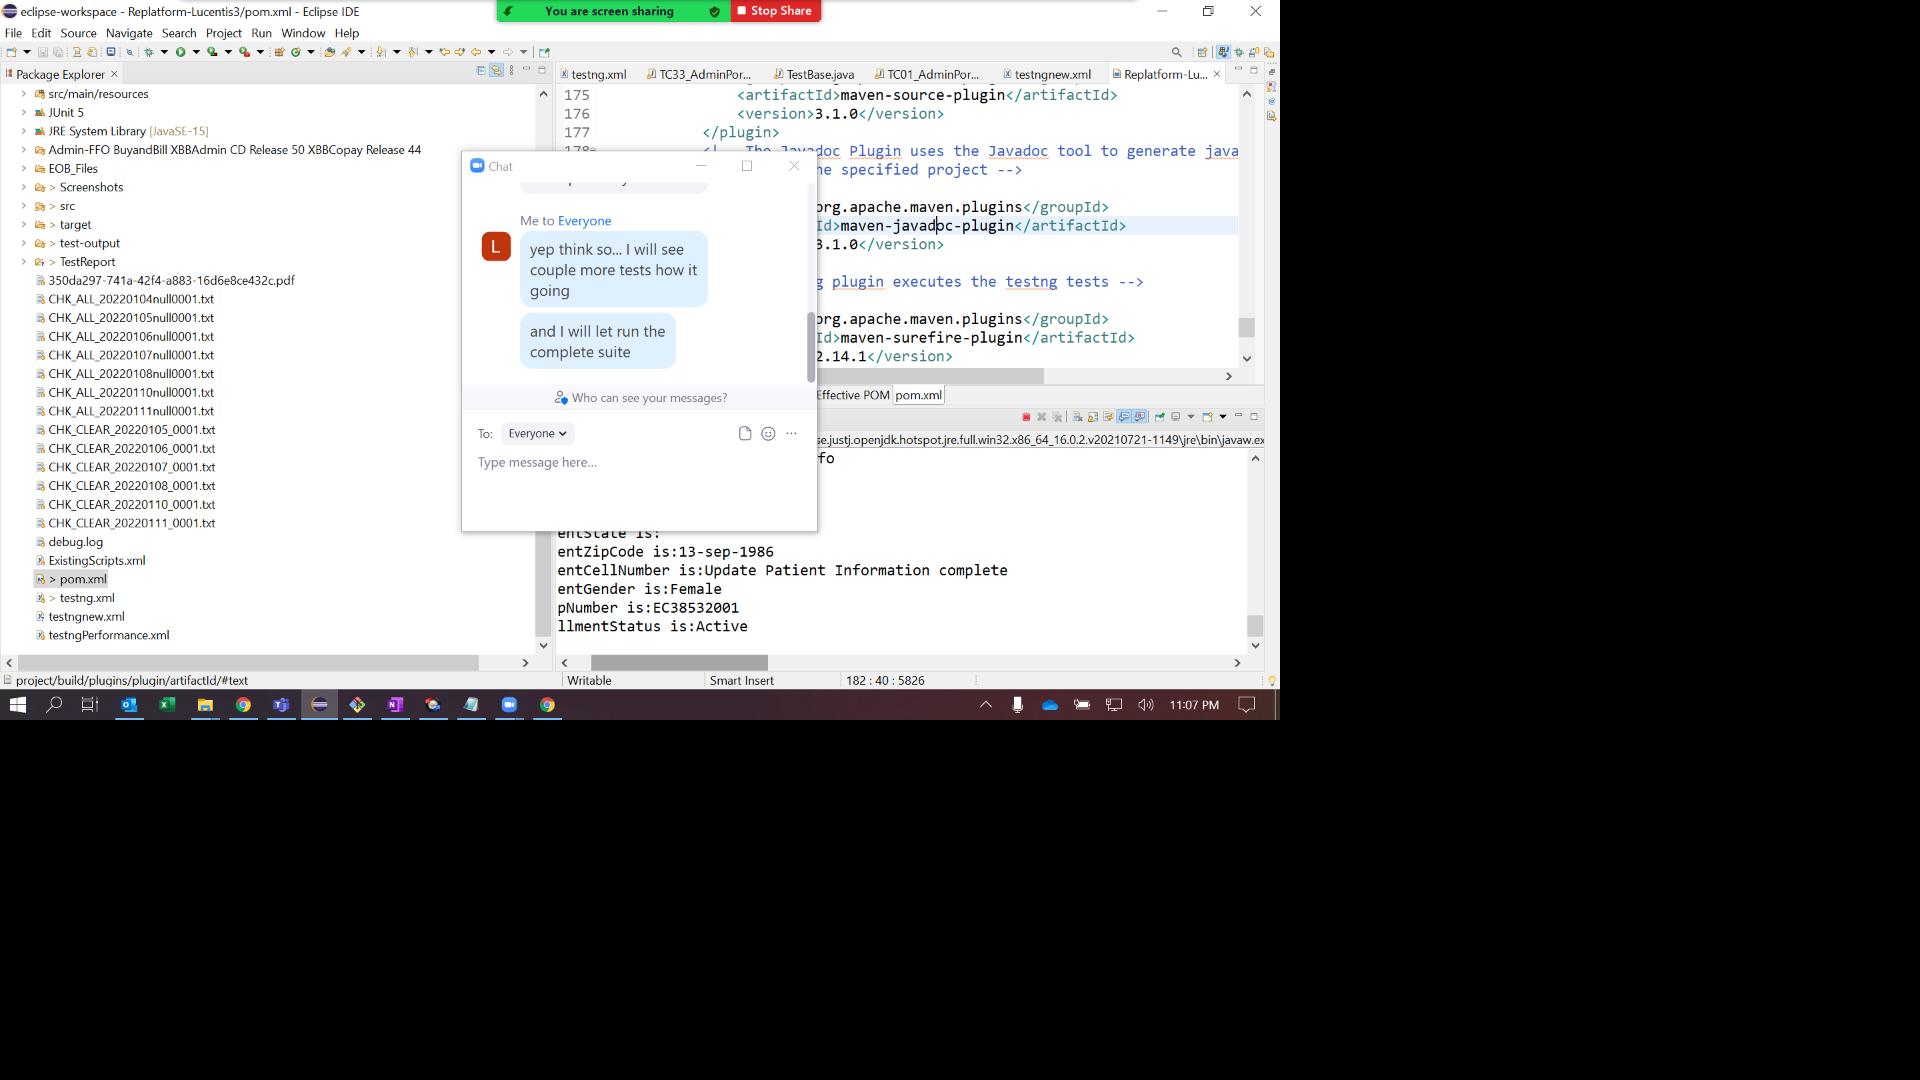 eclipse-workspace - Replatform-Lucentis3/pom.xml - Eclipse IDE
You are screen sharing
Stop Share
File Edit Source Navigate Search Project Run Window Help
Package Explorer
src/main/resources
JUnit 5
JRE System Library [JavaSE-15]
Admin-FFO BuyandBill XBBAdmin CD Release 50 XBBCopay Release 44
EOB_Files
> Screenshots
> src
> target
> test-output
> TestReport
350da297-741a-42f4-a883-16d6e8ce432c.pdf
CHK_ALL_20220104null0001.txt
CHK_ALL_20220105null0001.txt
CHK_ALL_20220106null0001.txt
CHK_ALL_20220107null0001.txt
CHK_ALL_20220108null0001.txt
CHK_ALL_20220110null0001.txt
CHK_ALL_20220111null0001.txt
CHK_CLEAR_20220105_0001.txt
CHK_CLEAR_20220106_0001.txt
CHK_CLEAR_20220107_0001.txt
CHK_CLEAR_20220108_0001.txt
CHK_CLEAR_20220110_0001.txt
CHK_CLEAR_20220111_0001.txt
debug.log
ExistingScripts.xml
> pom.xml
> testng.xml
testngnew.xml
testngPerformance.xml
testng.xml TC33_AdminPor... TestBase.java TC01_AdminPor... testngnew.xml Replatform-Lu...
175 <artifactId>maven-source-plugin</artifactId>
176 <version>3.1.0</version>
177 </plugin>
The Javadoc Plugin uses the Javadoc tool to generate java
he specified project -->
org.apache.maven.plugins</groupId>
Id>maven-javadoc-plugin</artifactId>
3.1.0</version>
g plugin executes the testng tests -->
org.apache.maven.plugins</groupId>
Id>maven-surefire-plugin</artifactId>
2.14.1</version>
Effective POM pom.xml
Chat
Me to Everyone
L
yep think so... I will see
couple more tests how it
going
and I will let run the
complete suite
Who can see your messages?
To: Everyone
Type message here...
se.justj.openjdk.hotspot.jre.full.win32.x86_64_16.0.2.v20210721-1149\jre\bin\javaw.ex
fo
entState is:
entZipCode is:13-sep-1986
entCellNumber is:Update Patient Information complete
entGender is:Female
pNumber is:EC38532001
llmentStatus is:Active
project/build/plugins/plugin/artifactId/#text
Writable
Smart Insert
182 : 40 : 5826
11:07 PM